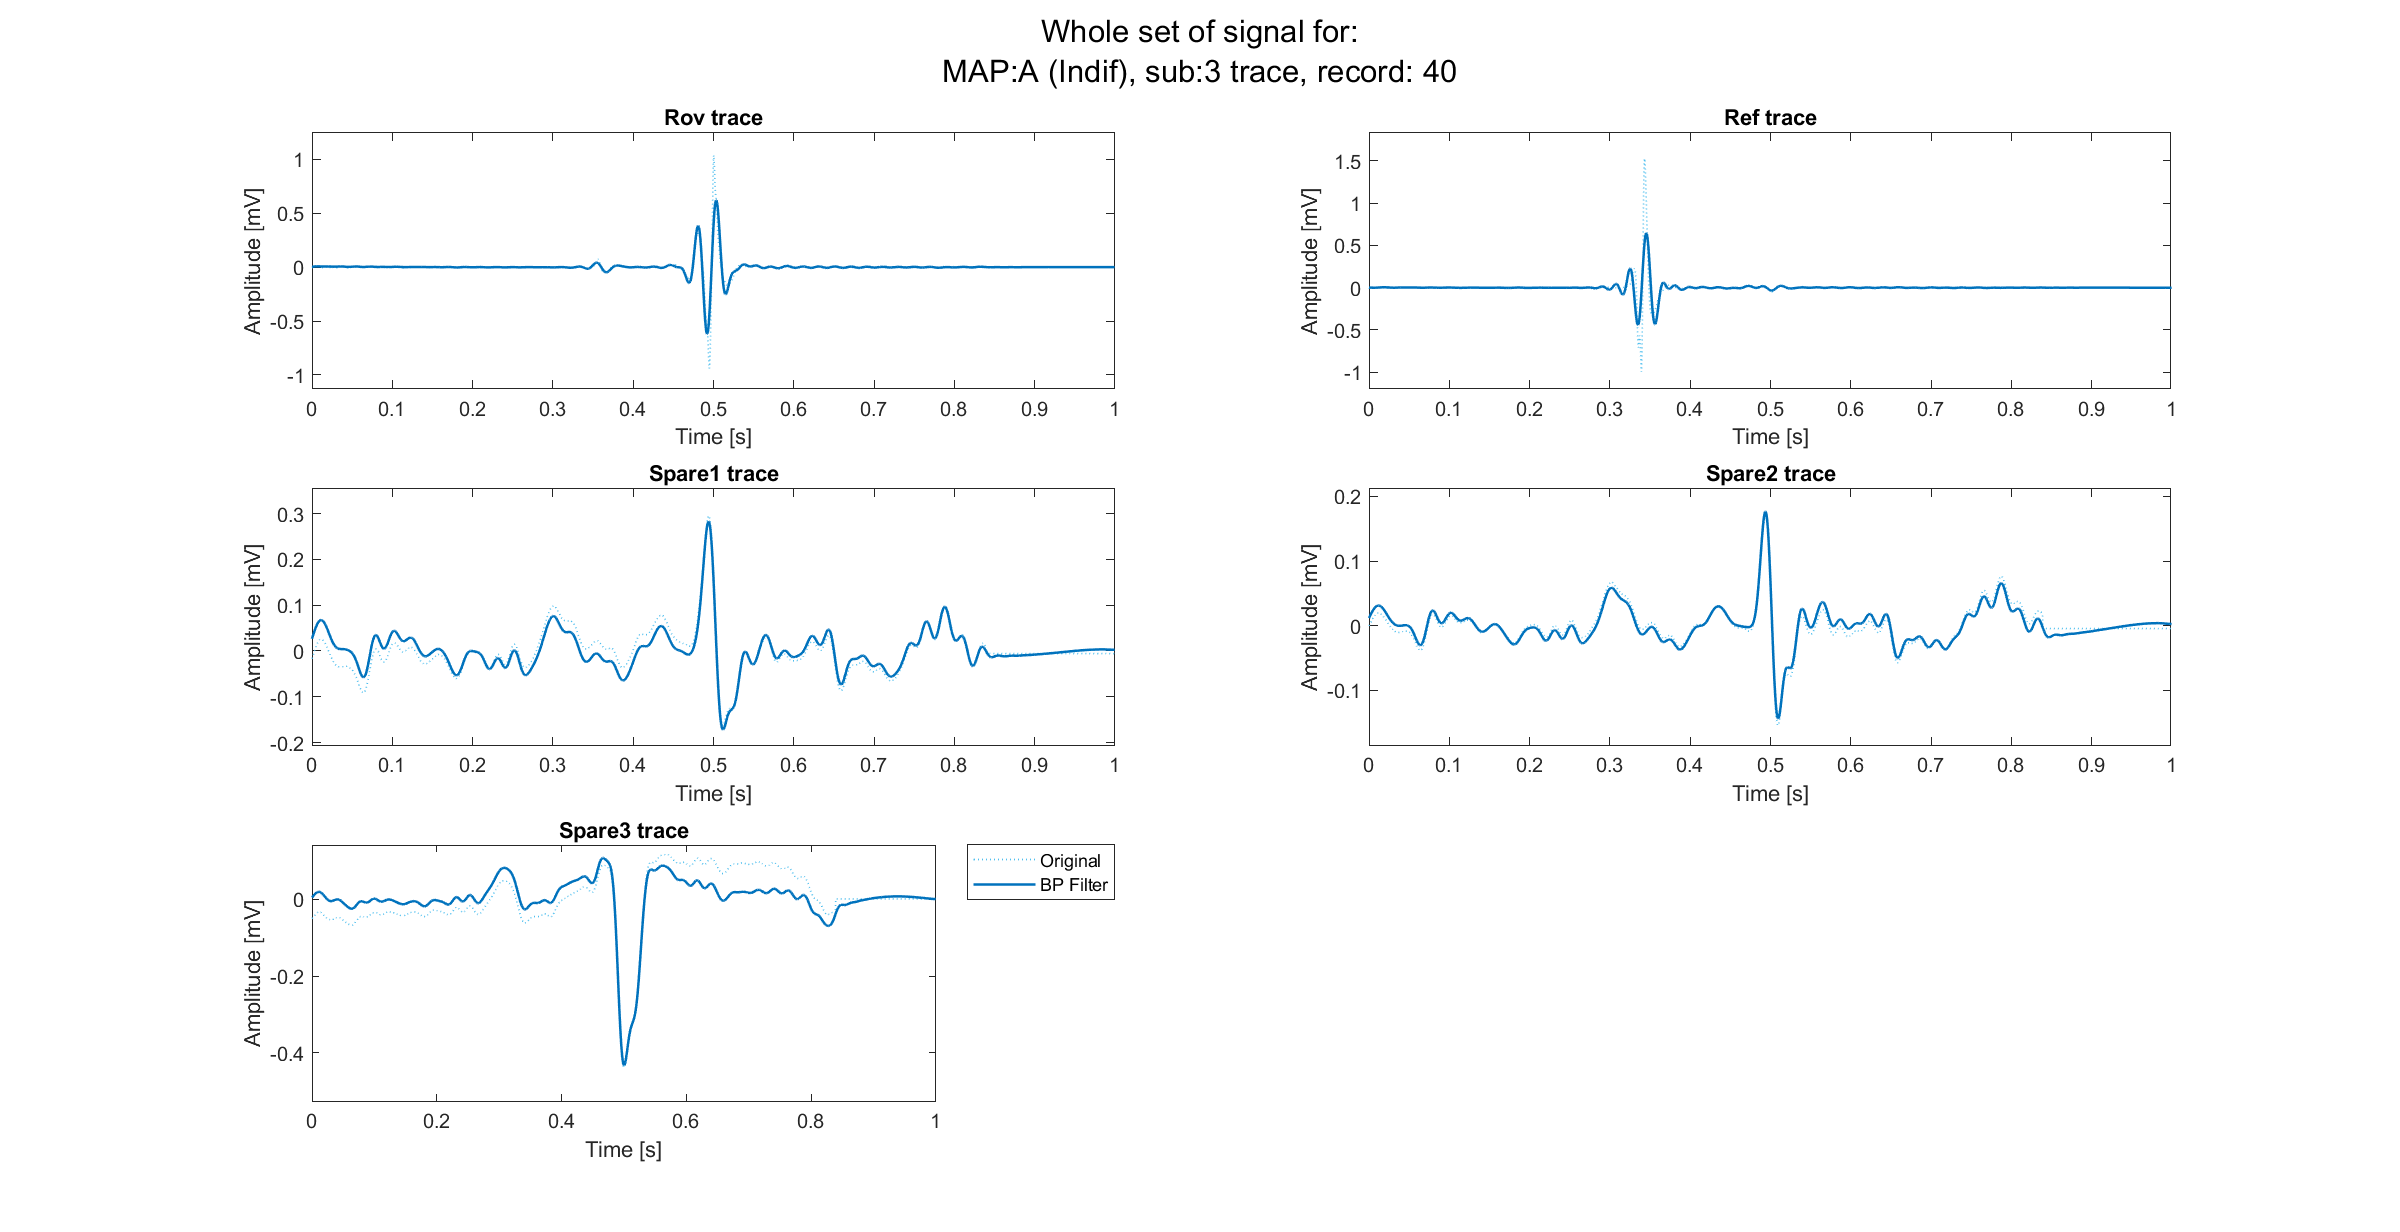 Whole set of signal for:
MAP:A (Indif), sub:3 trace, record: 40
Rov trace
Amplitude [mV]
1
0.5
0
-0.5
-1
0 0.1 0.2 0.3 0.4 0.5 0.6 0.7 0.8 0.9 1
Time [s]
Ref trace
Amplitude [mV]
1.5
1
0.5
0
-0.5
-1
0 0.1 0.2 0.3 0.4 0.5 0.6 0.7 0.8 0.9 1
Time [s]
Spare1 trace
Amplitude [mV]
0.3
0.2
0.1
0
-0.1
-0.2
0 0.1 0.2 0.3 0.4 0.5 0.6 0.7 0.8 0.9 1
Time [s]
Spare2 trace
Amplitude [mV]
0.2
0.1
0
-0.1
0 0.1 0.2 0.3 0.4 0.5 0.6 0.7 0.8 0.9 1
Time [s]
Spare3 trace
Amplitude [mV]
0
-0.2
-0.4
0 0.2 0.4 0.6 0.8 1
Time [s]
Original
BP Filter